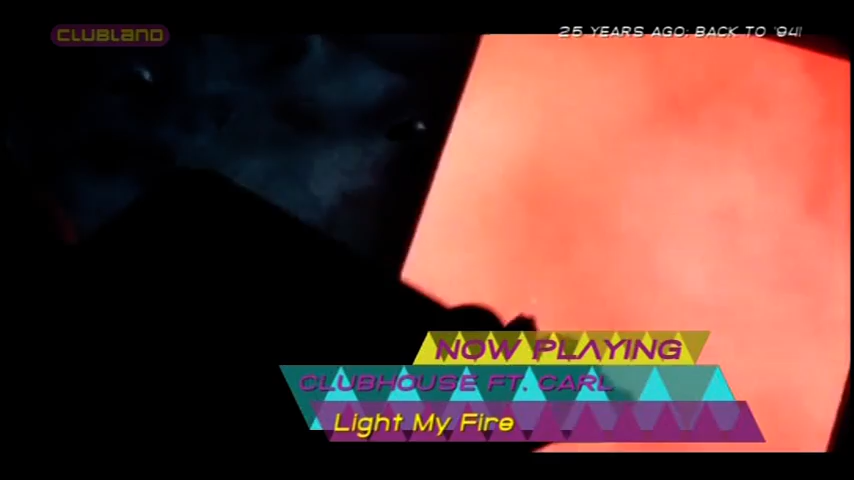 CLUBLAND
25 YEARS AGO: BACK TO '94!
NOW PLAYING
CLUBHOUSE FT. CARL
Light My Fire